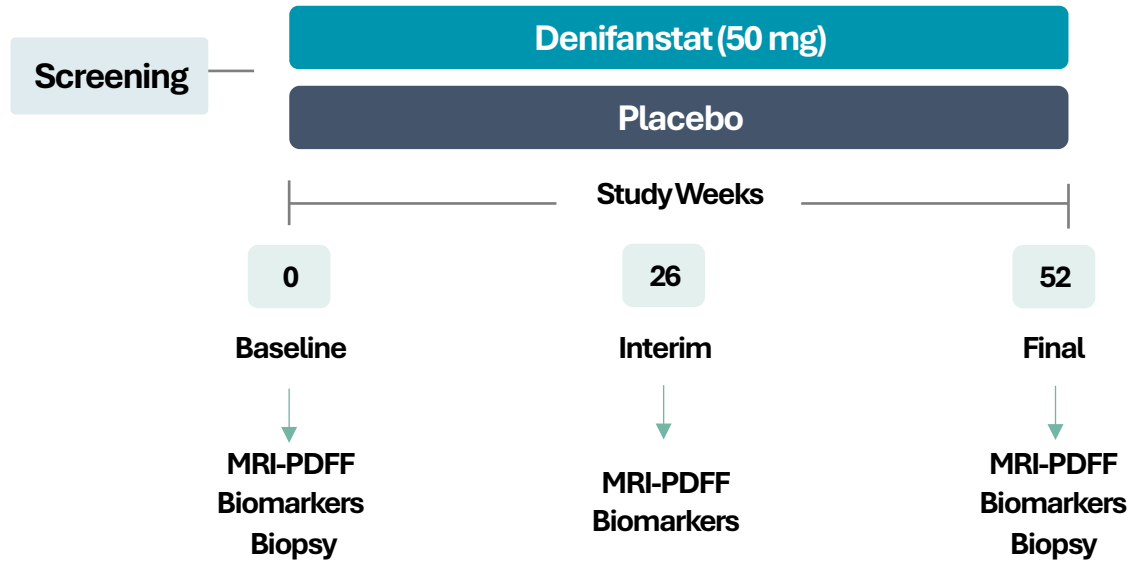 Denifanstat (50 mg)
Screening
Placebo
Study Weeks
0
26
52
Baseline
Interim
Final
MRI-PDFF
Biomarkers
Biopsy
MRI-PDFF
Biomarkers
MRI-PDFF
Biomarkers
Biopsy